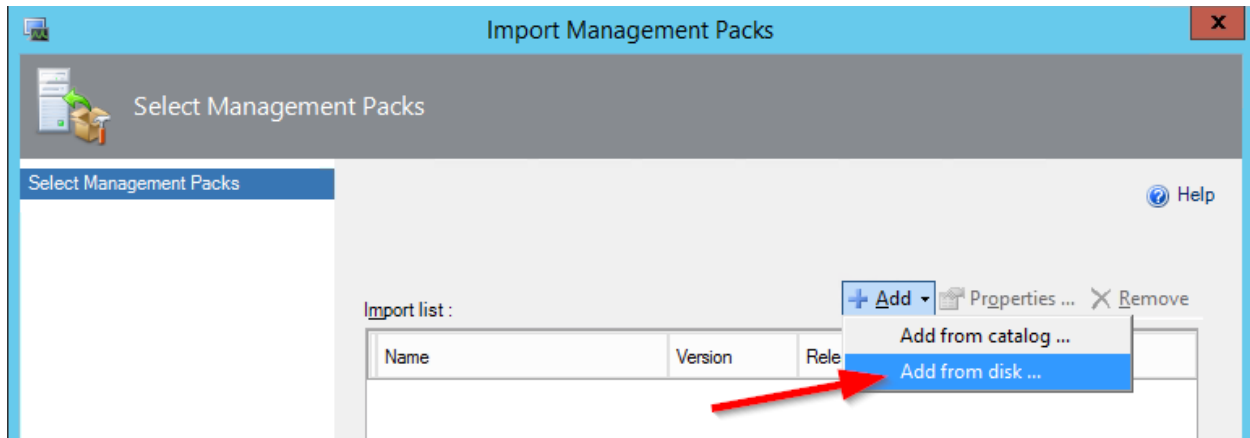 Import Management Packs
x
Select Management Packs
Select Management Packs
Help
Import list :
Add
Properties ...
Remove
Add from catalog ...
Name
Version
Rele
Add from disk ...